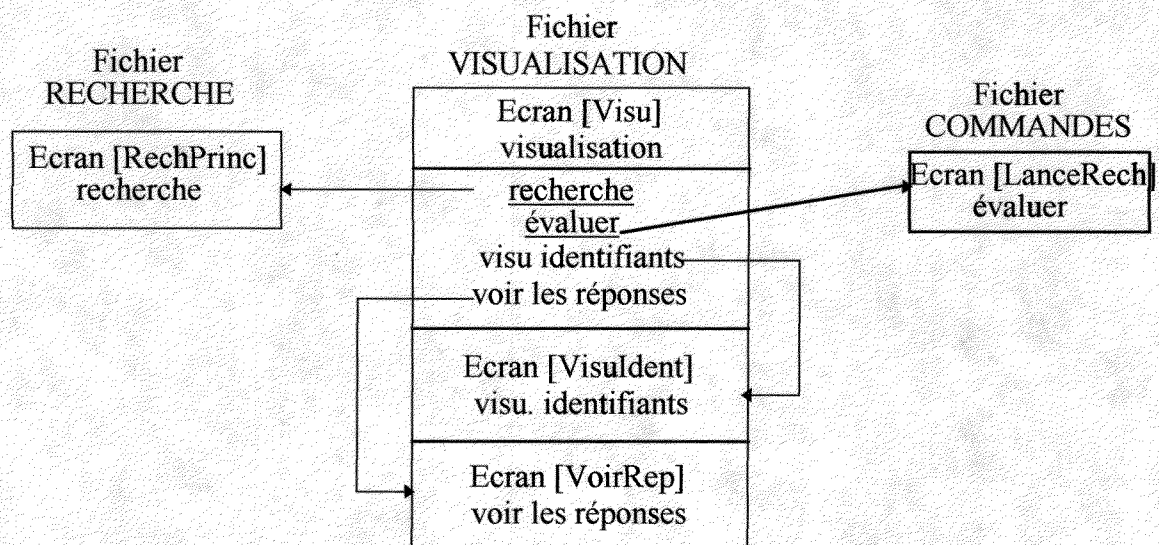 Fichier
RECHERCHE
Ecran [RechPrinc]
recherche
Fichier
VISUALISATION
Ecran [Visu]
visualisation
recherche
évaluer
visu identifiants
voir les réponses
Ecran [VisuIdent]
visu. identifiants
Ecran [VoirRep]
voir les réponses
Fichier
COMMANDES
Ecran [LanceRech]
évaluer